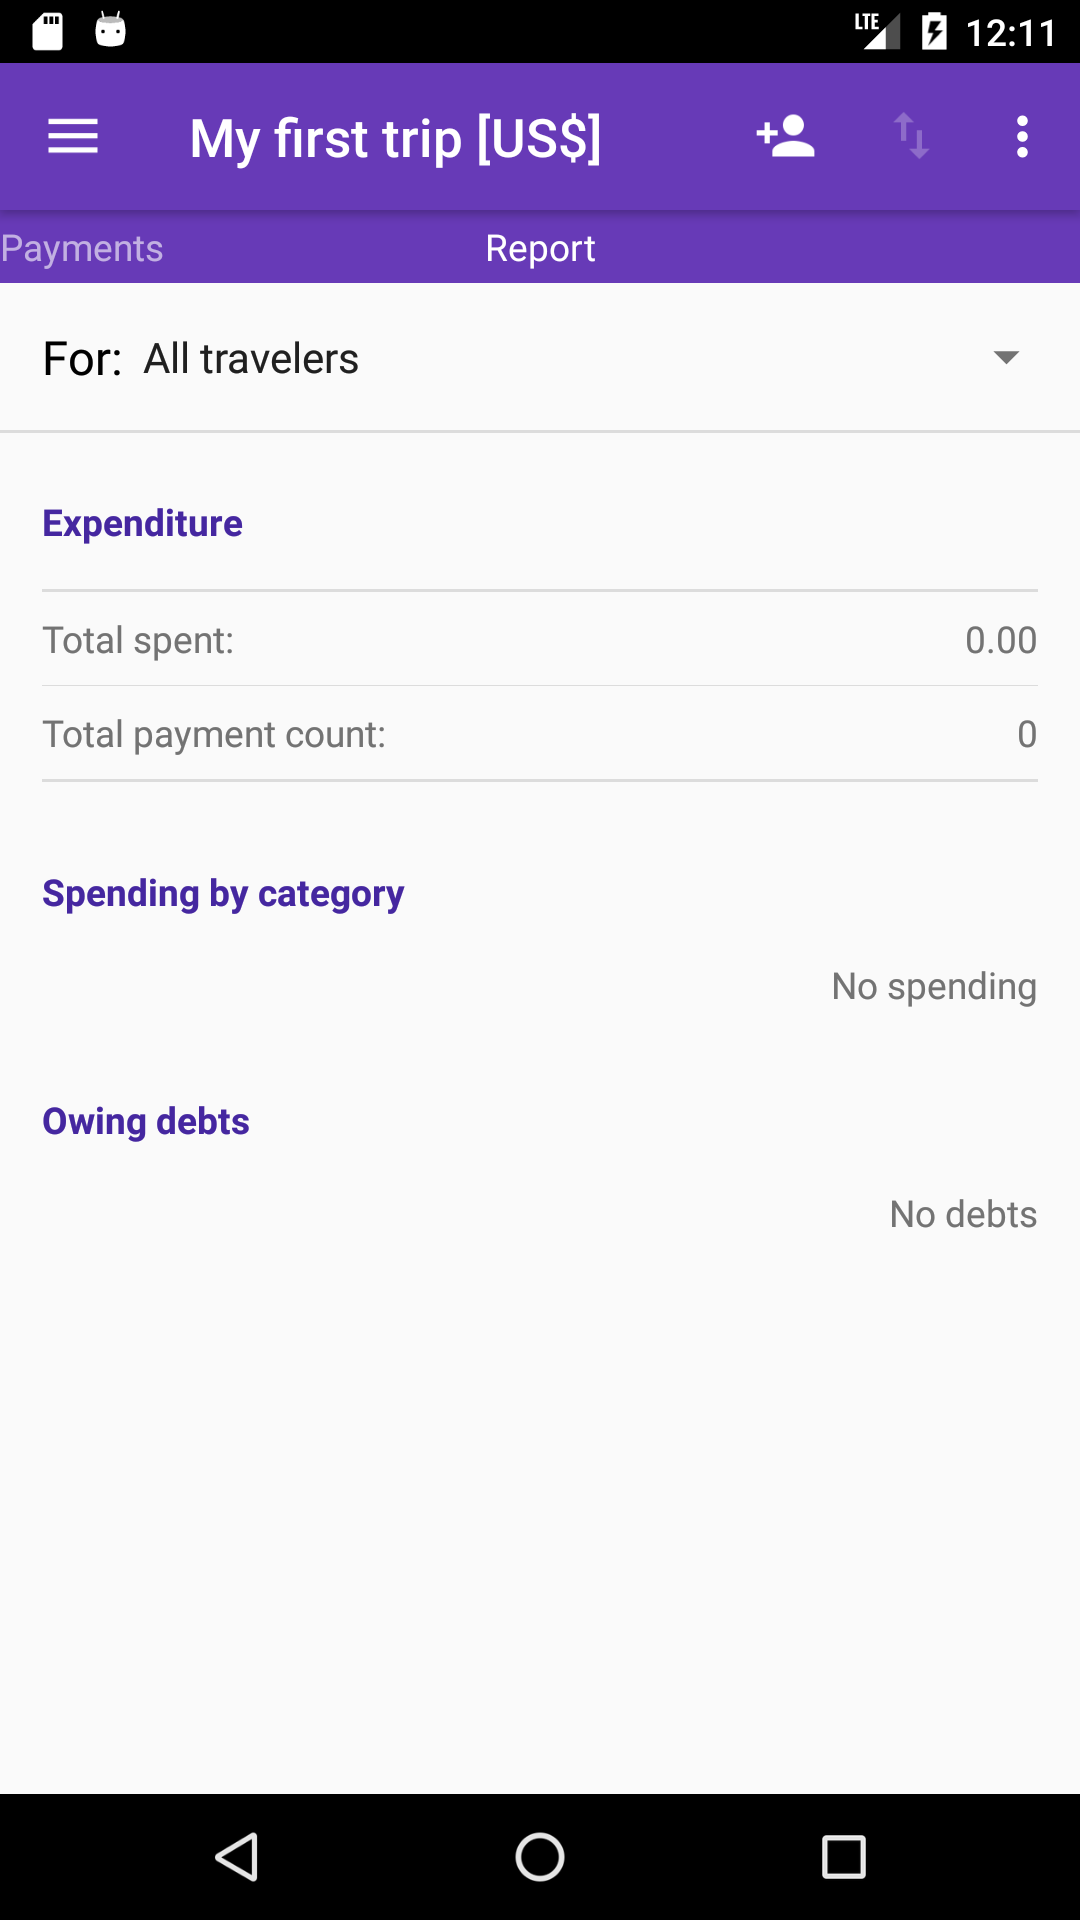 LTE 12:11
My first trip [US$]
Payments Report
For: All travelers
Expenditure
Total spent: 0.00
Total payment count: 0
Spending by category
No spending
Owing debts
No debts